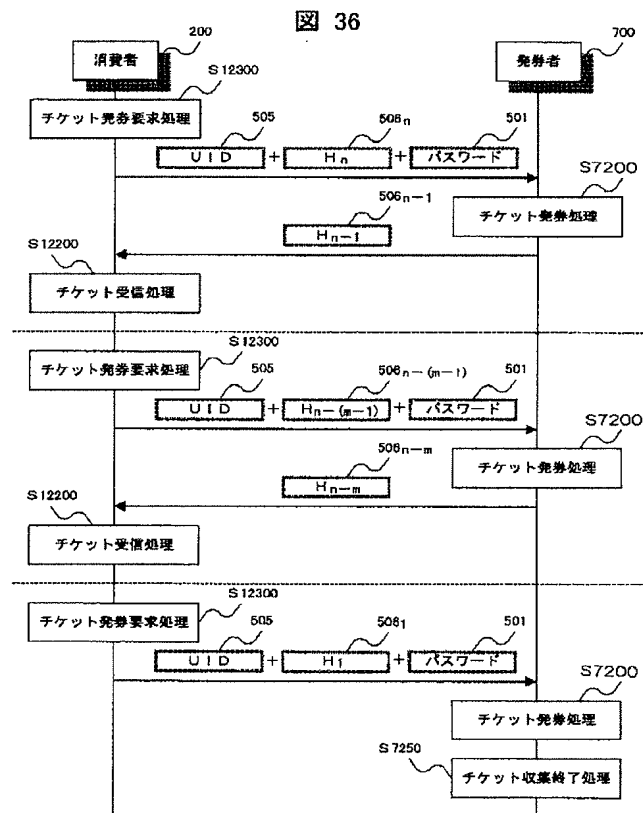 図 36
200
700
消費者
発券者
S12300
チケット発券要求処理
505
506n
501
UID + Hn + パスワード
S7200
506n-1
チケット発券処理
Hn-1
S12200
チケット受信処理
S12300
チケット発券要求処理
505
506n-(m-1)
501
UID + Hn-(m-1) + パスワード
S7200
506n-m
チケット発券処理
Hn-m
S12200
チケット受信処理
S12300
チケット発券要求処理
505
5061
501
UID + H1 + パスワード
S7200
チケット発券処理
S7250
チケット収集終了処理